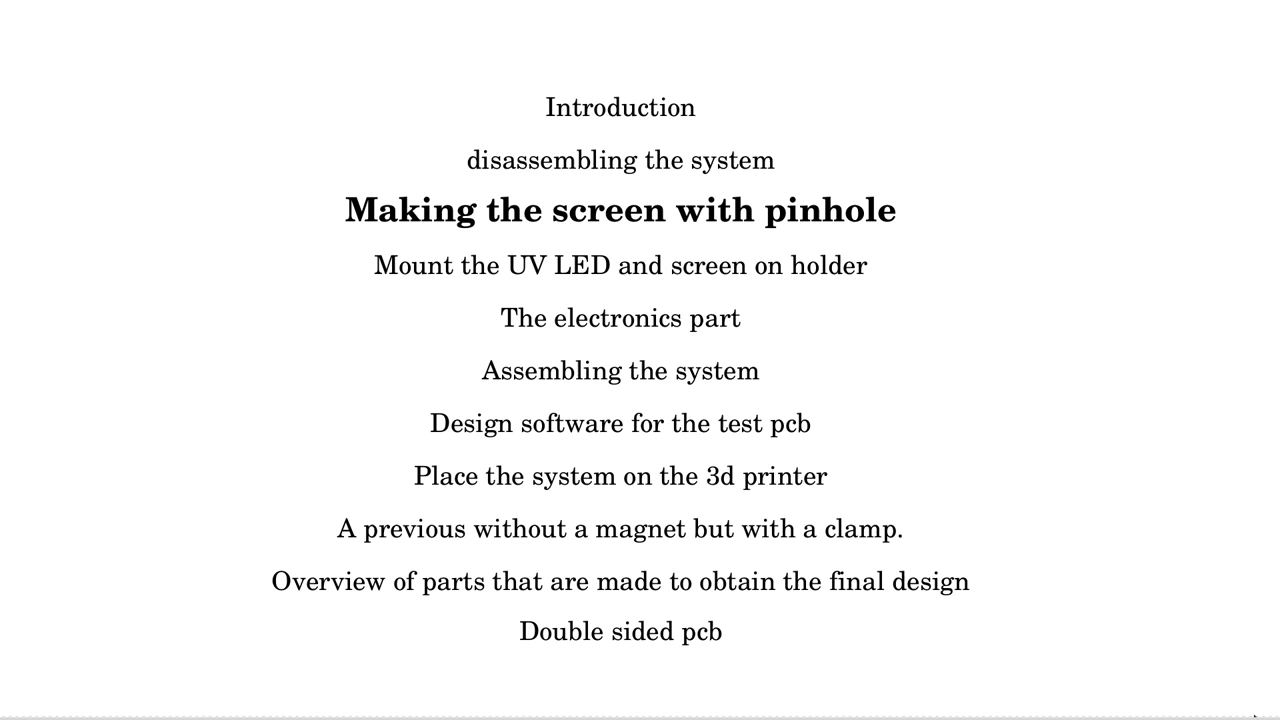 Introduction
disassembling the system
Making the screen with pinhole
Mount the UV LED and screen on holder
The electronics part
Assembling the system
Design software for the test pcb
Place the system on the 3d printer
A previous without a magnet but with a clamp.
Overview of parts that are made to obtain the final design
Double sided pcb